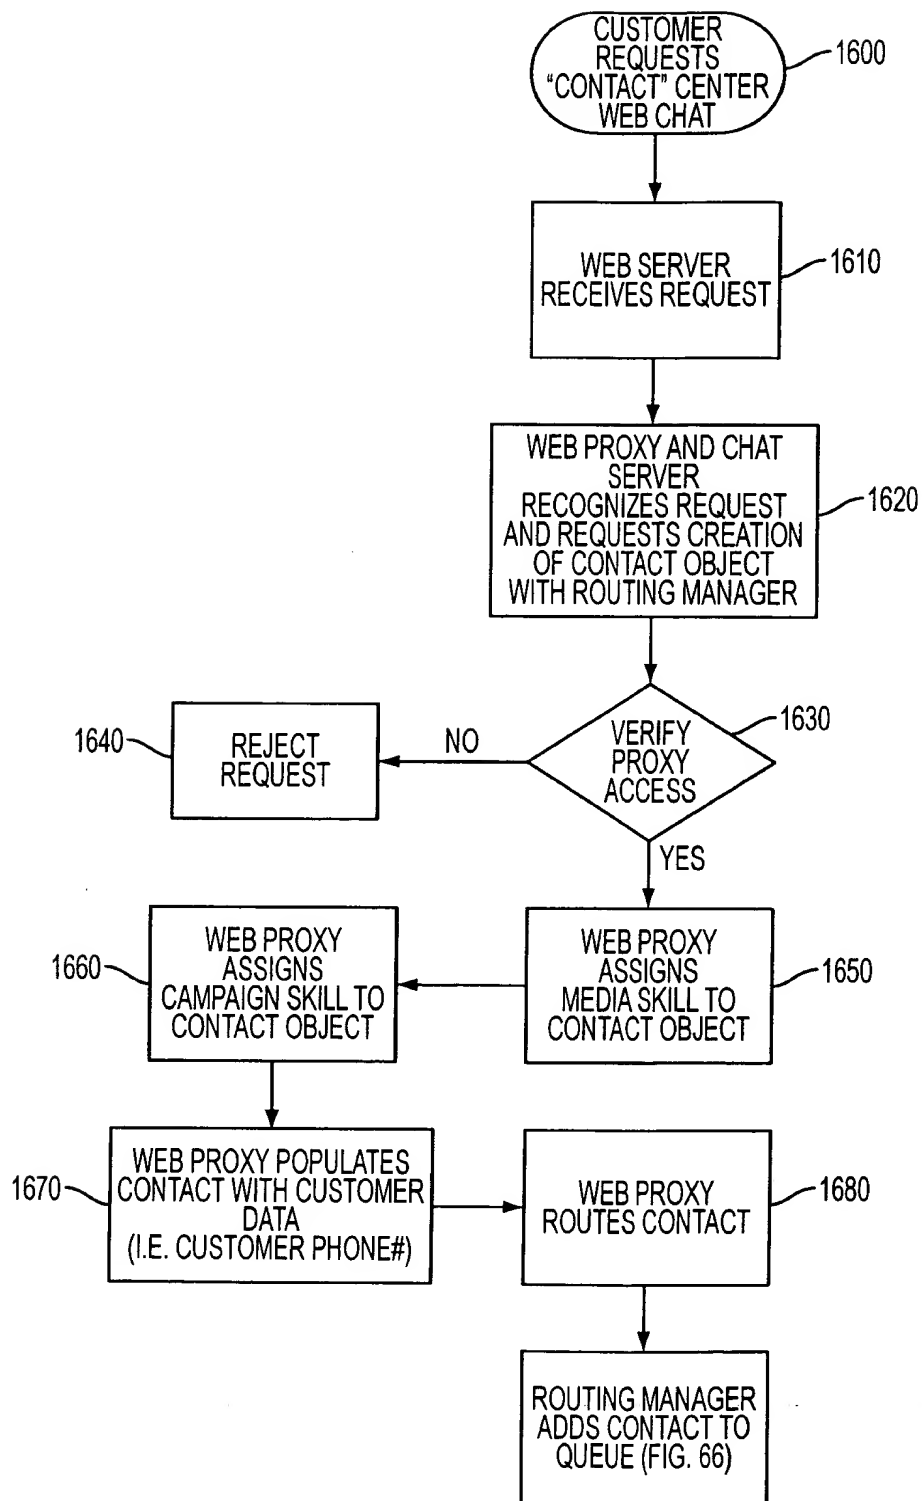 CUSTOMER
REQUESTS
"CONTACT" CENTER
WEB CHAT
1600
WEB SERVER
RECEIVES REQUEST
1610
WEB PROXY AND CHAT
SERVER
RECOGNIZES REQUEST
AND REQUESTS CREATION
OF CONTACT OBJECT
WITH ROUTING MANAGER
1620
VERIFY
PROXY
ACCESS
1630
NO
REJECT
REQUEST
1640
YES
WEB PROXY
ASSIGNS
MEDIA SKILL TO
CONTACT OBJECT
1650
WEB PROXY
ASSIGNS
CAMPAIGN SKILL TO
CONTACT OBJECT
1660
WEB PROXY POPULATES
CONTACT WITH CUSTOMER
DATA
(I.E. CUSTOMER PHONE#)
1670
WEB PROXY
ROUTES CONTACT
1680
ROUTING MANAGER
ADDS CONTACT TO
QUEUE (FIG. 66)